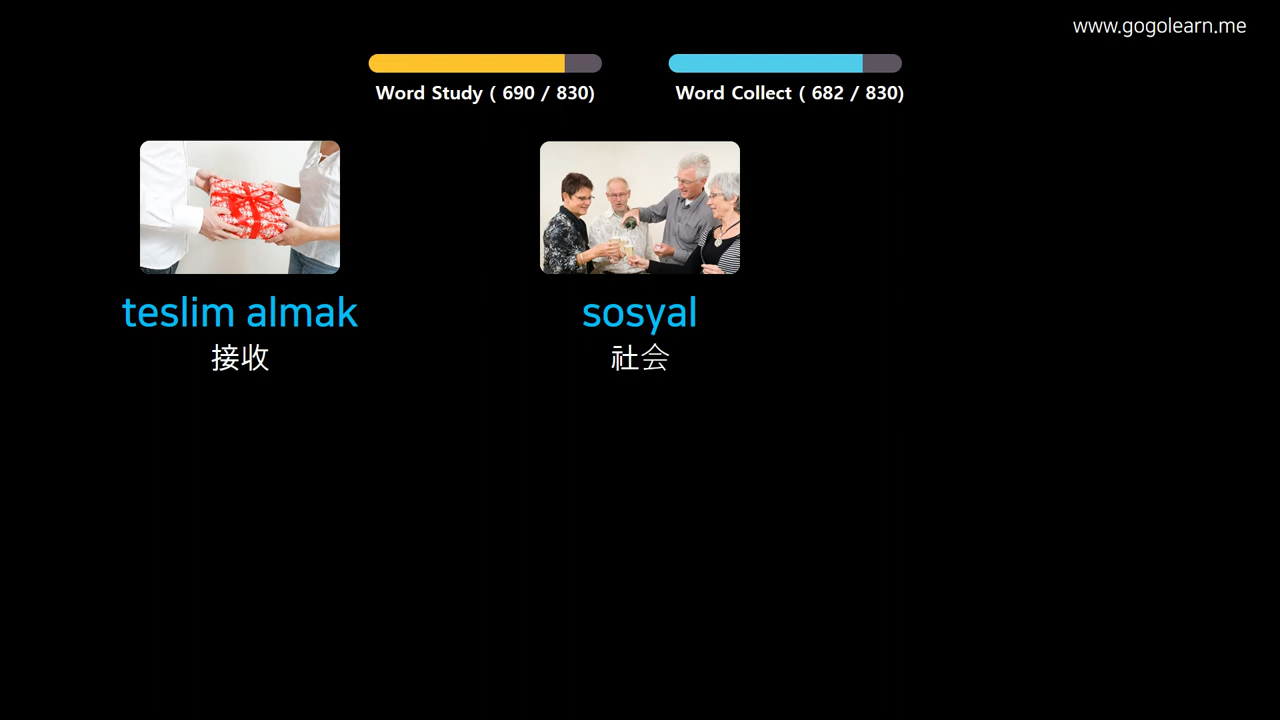 www.gogolearn.me
Word Study ( 690 / 830)
Word Collect ( 682 / 830)
teslim almak
接收
sosyal
社会